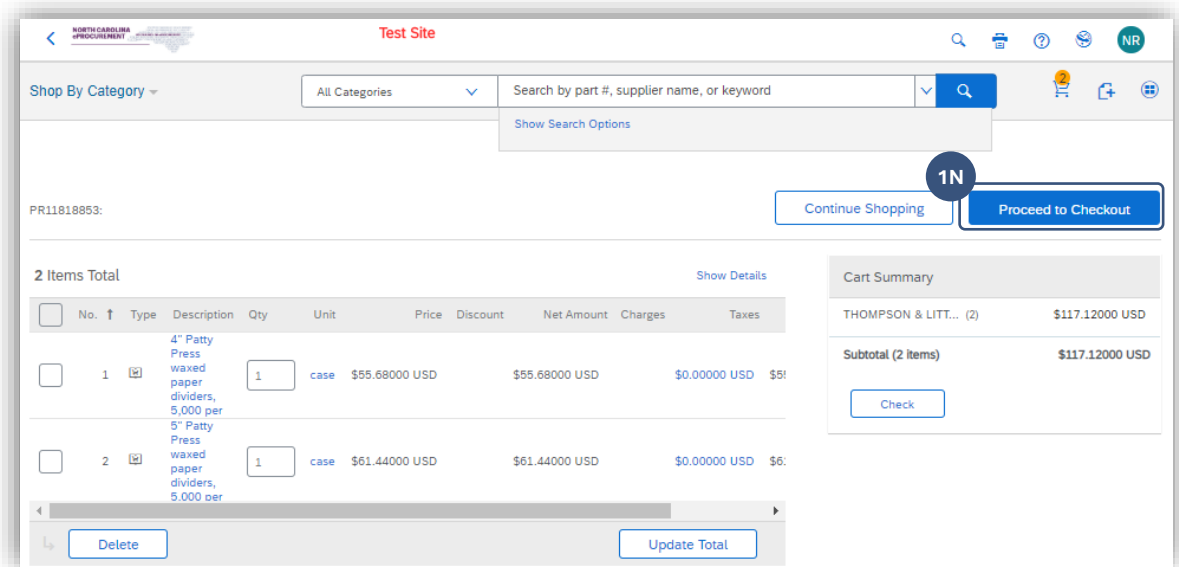 NORTH CAROLINA
ePROCUREMENT
Test Site
NR
Shop By Category
All Categories
Search by part #, supplier name, or keyword
2
Show Search Options
1N
PR11818853:
Continue Shopping
Proceed to Checkout
2 Items Total
Show Details
Cart Summary
No. ↑ Type Description Qty Unit Price Discount Net Amount Charges Taxes
THOMPSON & LITT... (2) $117.12000 USD
Subtotal (2 items) $117.12000 USD
Check
4" Patty
Press
waxed
paper
dividers,
5,000 per
1 1 case $55.68000 USD $55.68000 USD $0.00000 USD
5" Patty
Press
waxed
paper
dividers,
5,000 per
2 1 case $61.44000 USD $61.44000 USD $0.00000 USD
Delete
Update Total